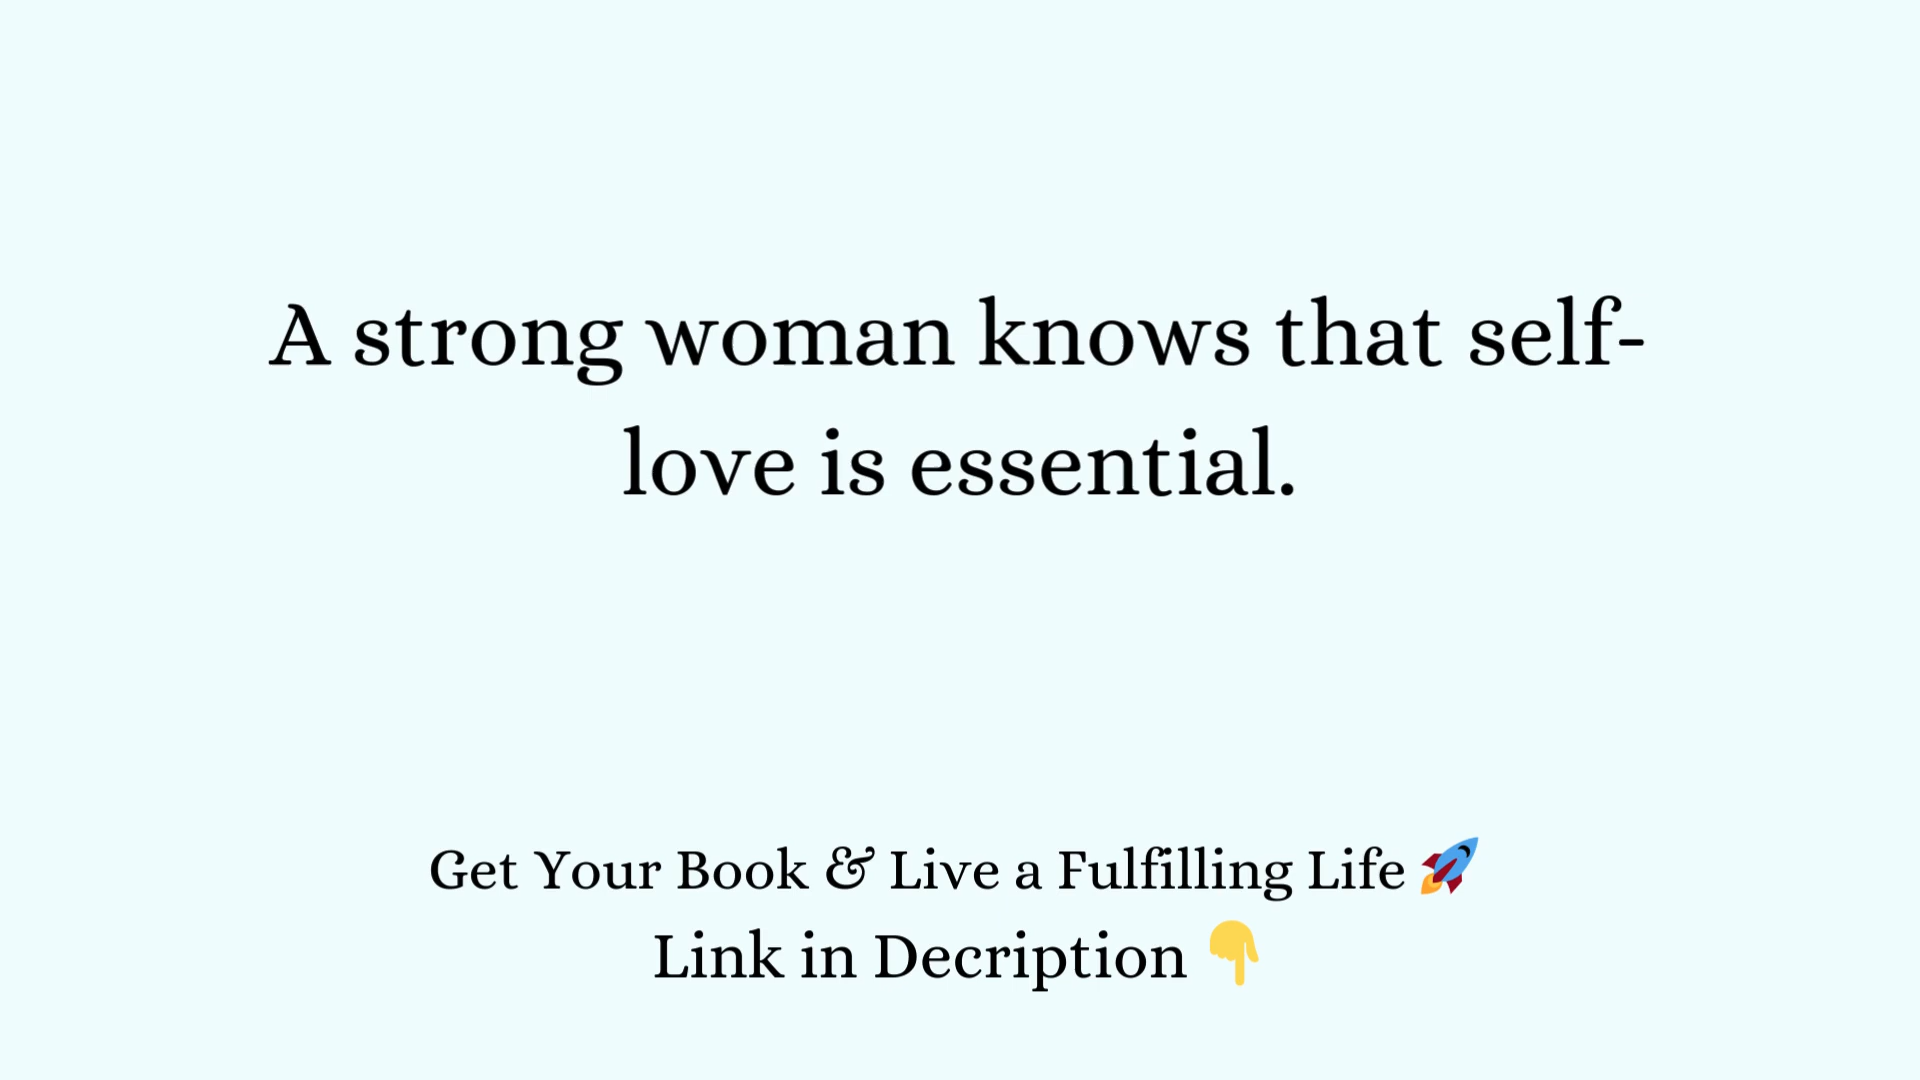 A strong woman knows that self-
love is essential.
Get Your Book & Live a Fulfilling Life 🚀
Link in Decription 👇